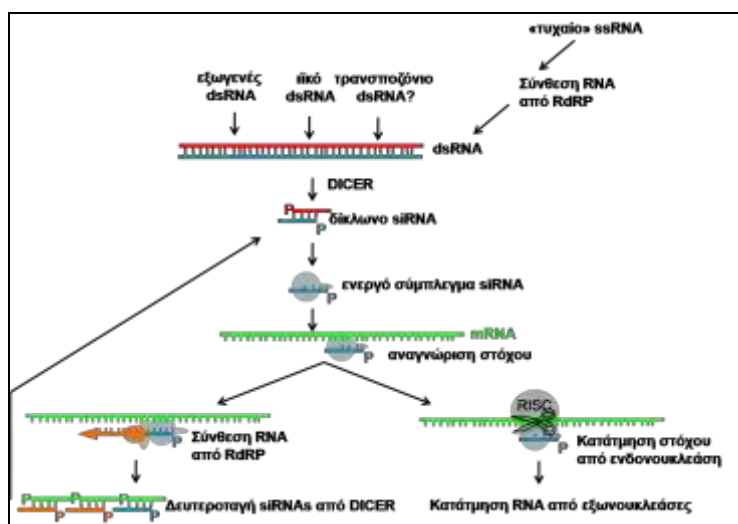 «τυχαίο» ssRNA
εξωγενές
dsRNA
ιϊκό
dsRNA
τρανσποζόνιο
dsRNA?
Σύνθεση RNA
από RdRP
dsRNA
DICER
P
P
δίκλωνο siRNA
P
ενεργό σύμπλεγμα siRNA
mRNA
P
αναγνώριση στόχου
P
Σύνθεση RNA
από RdRP
RISC
P
Κατάτμηση στόχου
από ενδονουκλεάση
P P P
P P P
Δευτεροταγή siRNAs από DICER
Κατάτμηση RNA από εξωνουκλεάσες